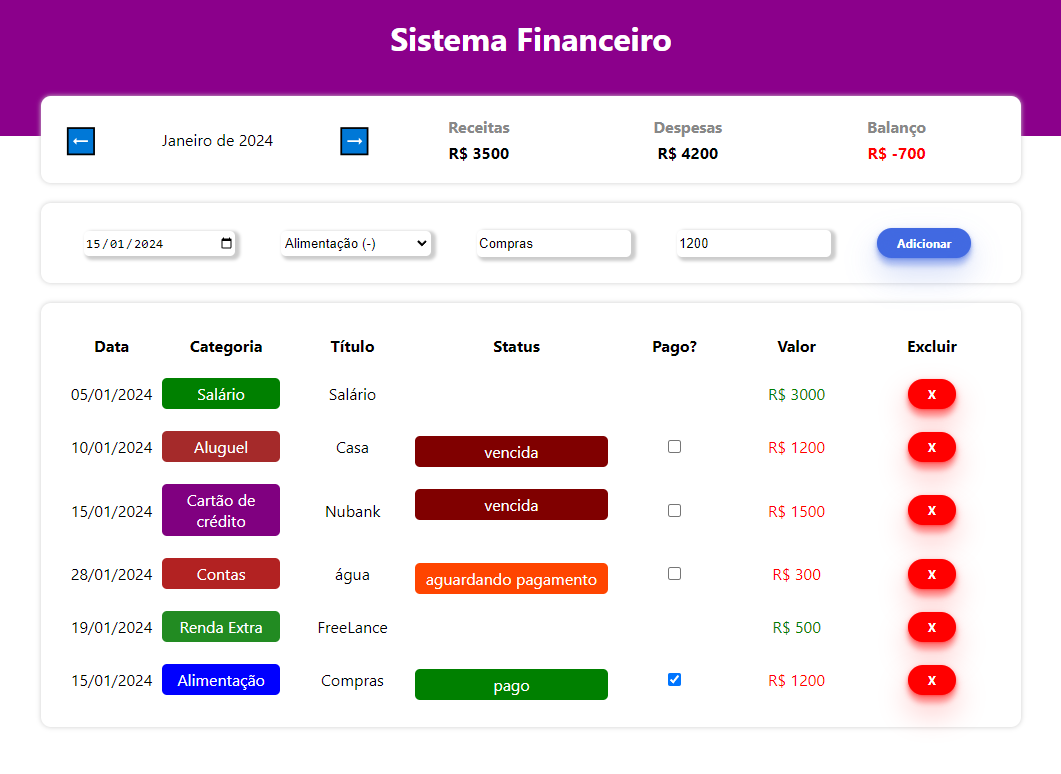 Sistema Financeiro
← Janeiro de 2024 → Receitas Despesas Balanço
R$ 3500 R$ 4200 R$ -700
15/01/2024 Alimentação (-) Compras 1200 Adicionar
Data Categoria Título Status Pago? Valor Excluir
05/01/2024 Salário Salário R$ 3000 X
10/01/2024 Aluguel Casa vencida R$ 1200 X
15/01/2024 Cartão de crédito Nubank vencida R$ 1500 X
28/01/2024 Contas água aguardando pagamento R$ 300 X
19/01/2024 Renda Extra FreeLance R$ 500 X
15/01/2024 Alimentação Compras pago R$ 1200 X